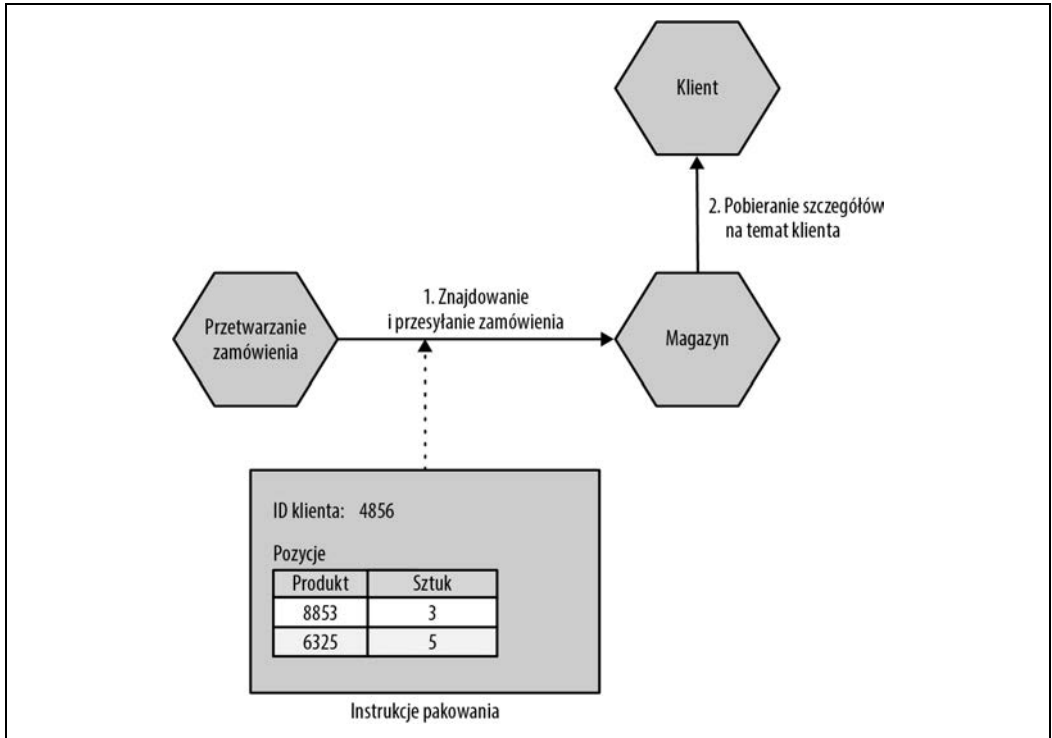 Klient
2. Pobieranie szczegółów
na temat klienta
1. Znajdowanie
i przesyłanie zamówienia
Przetwarzanie
zamówienia
Magazyn
ID klienta: 4856
Pozycje
Produkt Sztuk
8853 3
6325 5
Instrukcje pakowania